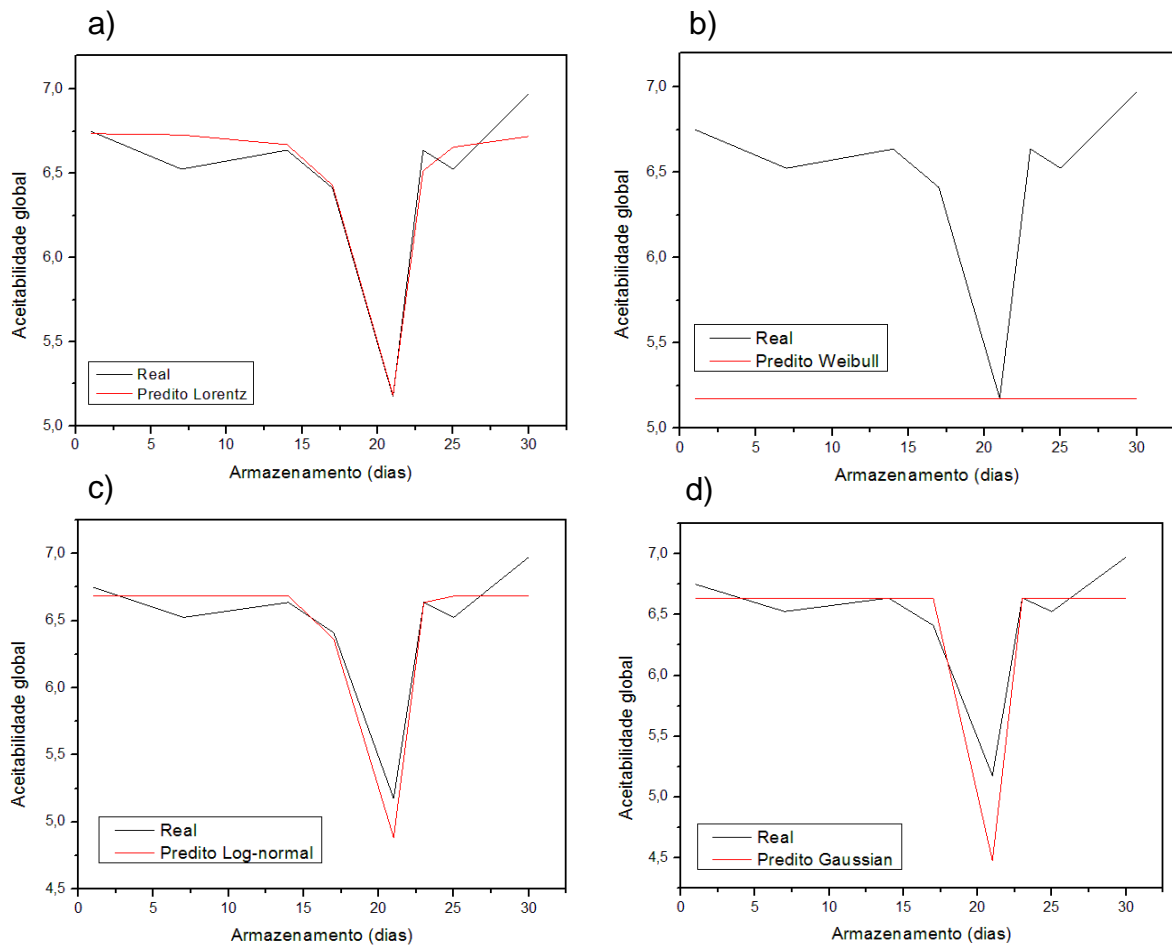 a)
7,0
6,5
6,0
5,5
5,0
Aceitabilidade global
Real
Predito Lorentz
0 5 10 15 20 25 30
Armazenamento (dias)
b)
7,0
6,5
6,0
5,5
5,0
Aceitabilidade global
Real
Predito Weibull
0 5 10 15 20 25 30
Armazenamento (dias)
c)
7,0
6,5
6,0
5,5
5,0
4,5
Aceitabilidade global
Real
Predito Log-normal
0 5 10 15 20 25 30
Armazenamento (dias)
d)
7,0
6,5
6,0
5,5
5,0
4,5
Aceitabilidade global
Real
Predito Gaussian
0 5 10 15 20 25 30
Armazenamento (dias)